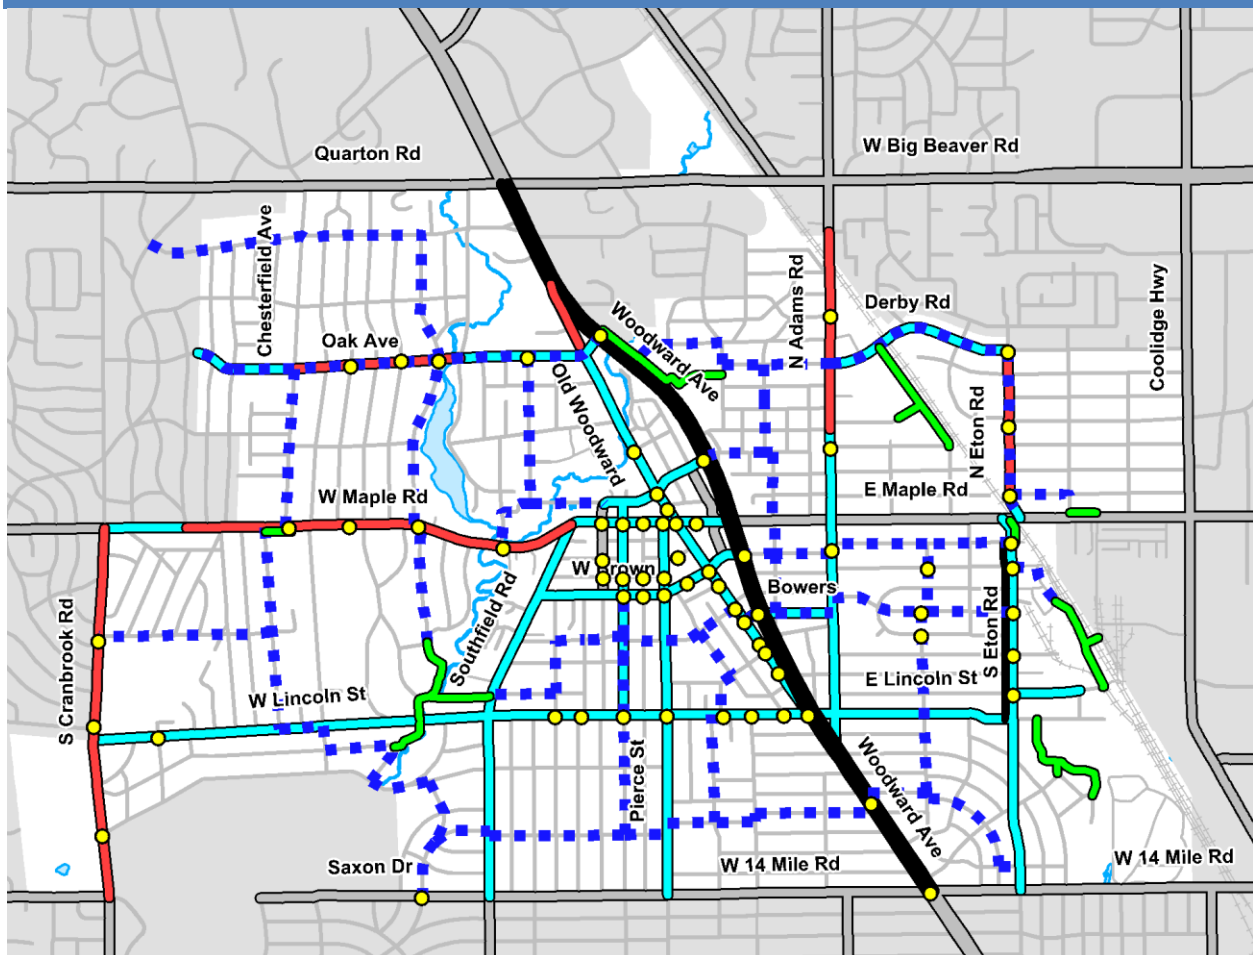 Quarton Rd
W Big Beaver Rd
Chesterfield Ave
N Adams Rd
Coolidge Hwy
Derby Rd
Woodward Ave
Oak Ave
Old Woodward
N Eton Rd
W Maple Rd
E Maple Rd
W Brown
Bowers
S Cranbrook Rd
Southfield Rd
S Eton Rd
W Lincoln St
E Lincoln St
Pierce St
Woodward Ave
Saxon Dr
W 14 Mile Rd
W 14 Mile Rd